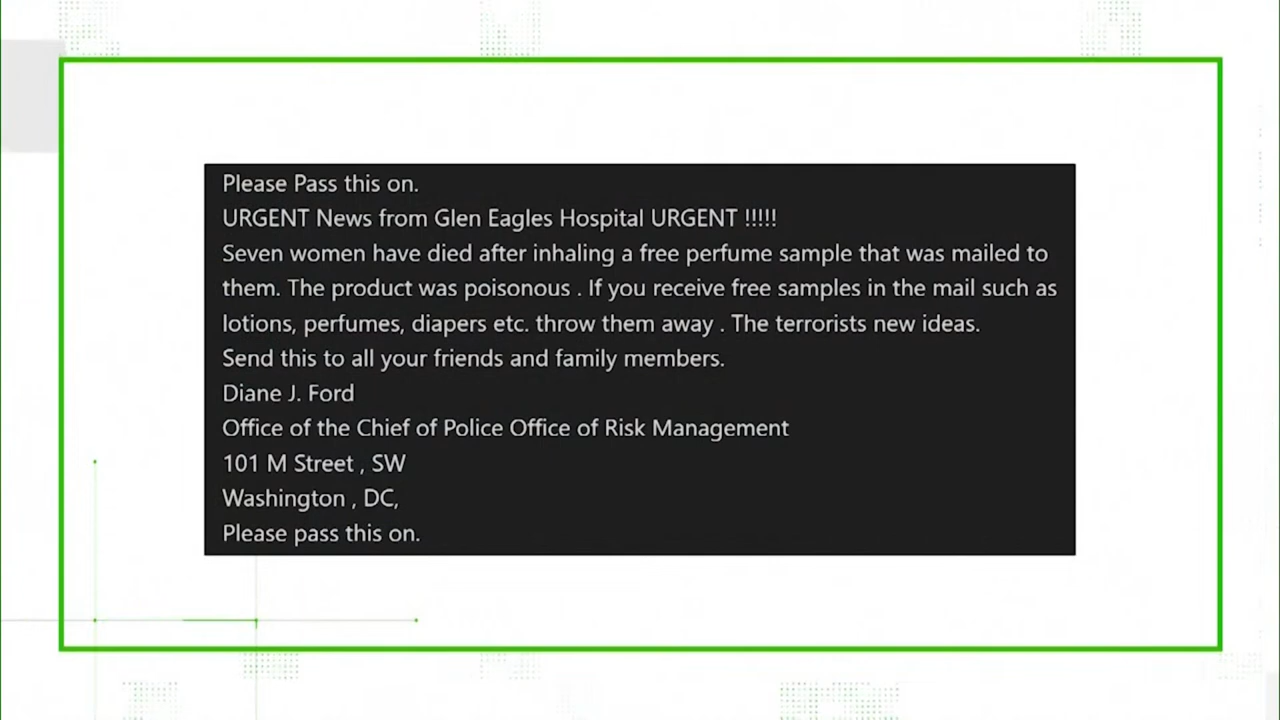 Please Pass this on.
URGENT News from Glen Eagles Hospital URGENT !!!!!
Seven women have died after inhaling a free perfume sample that was mailed to
them. The product was poisonous . If you receive free samples in the mail such as
lotions, perfumes, diapers etc. throw them away . The terrorists new ideas.
Send this to all your friends and family members.
Diane J. Ford
Office of the Chief of Police Office of Risk Management
101 M Street , SW
Washington , DC,
Please pass this on.